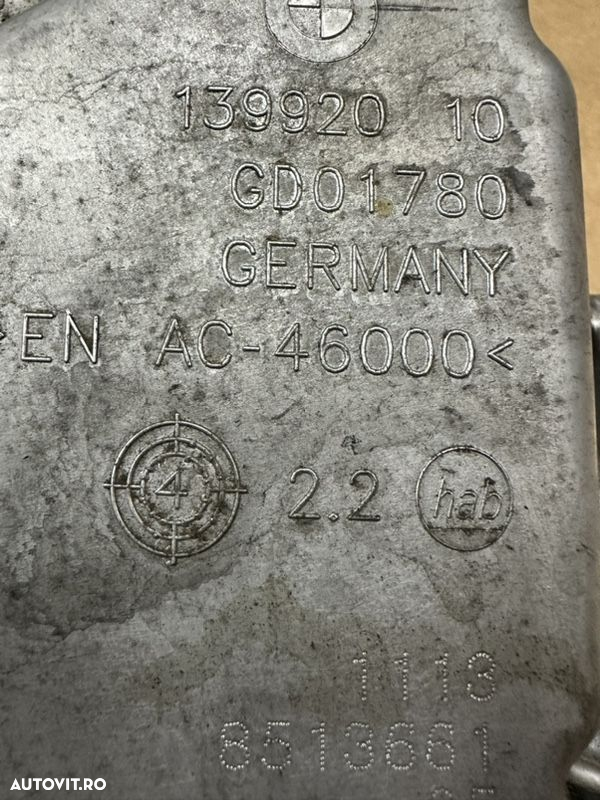 139920 10
GD01780
GERMANY
>EN AC-46000<
4 2.2 hab
1113
8513661
AUTOVIT.RO